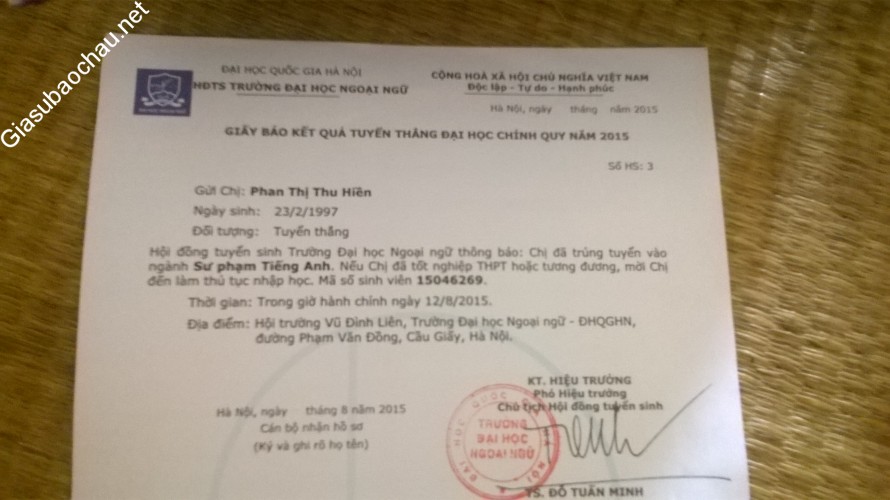 Giasubaochau.net
ĐẠI HỌC QUỐC GIA HÀ NỘI
HĐTS TRƯỜNG ĐẠI HỌC NGOẠI NGỮ
CỘNG HOÀ XÃ HỘI CHỦ NGHĨA VIỆT NAM
Độc lập - Tự do - Hạnh phúc
Hà Nội, ngày tháng năm 2015
GIẤY BÁO KẾT QUẢ TUYỂN THẲNG ĐẠI HỌC CHÍNH QUY NĂM 2015
Số HS: 3
Gửi Chị: Phan Thị Thu Hiền
Ngày sinh: 23/2/1997
Đối tượng: Tuyển thẳng
Hội đồng tuyển sinh Trường Đại học Ngoại ngữ thông báo: Chị đã trúng tuyển vào
ngành Sư phạm Tiếng Anh. Nếu Chị đã tốt nghiệp THPT hoặc tương đương, mời Chị
đến làm thủ tục nhập học. Mã số sinh viên 15046269.
Thời gian: Trong giờ hành chính ngày 12/8/2015.
Địa điểm: Hội trường Vũ Đình Liên, Trường Đại học Ngoại ngữ - ĐHQGHN,
đường Phạm Văn Đồng, Cầu Giấy, Hà Nội.
KT. HIỆU TRƯỞNG
Phó Hiệu trưởng
Chủ tịch Hội đồng tuyển sinh
Hà Nội, ngày tháng 8 năm 2015
Cán bộ nhận hồ sơ
(Ký và ghi rõ họ tên)
ĐẠI HỌC QUỐC GIA HÀ NỘI
TRƯỜNG
ĐẠI HỌC
NGOẠI NGỮ
TS. ĐỖ TUẤN MINH